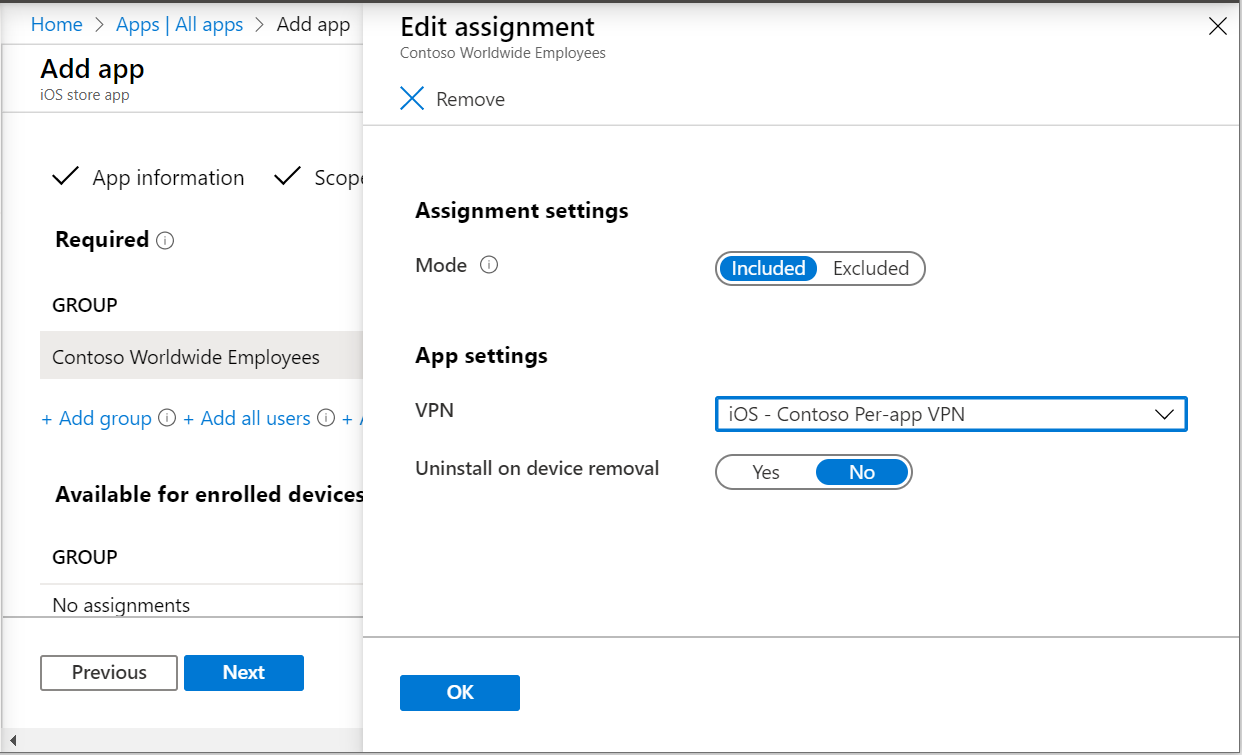 Home > Apps | All apps > Add app
Add app
iOS store app
App information
Scope
Required
GROUP
Contoso Worldwide Employees
+ Add group + Add all users +
Available for enrolled devices
GROUP
No assignments
Previous
Next
Edit assignment
Contoso Worldwide Employees
Remove
Assignment settings
Mode
Included
Excluded
App settings
VPN
iOS - Contoso Per-app VPN
Uninstall on device removal
Yes
No
OK